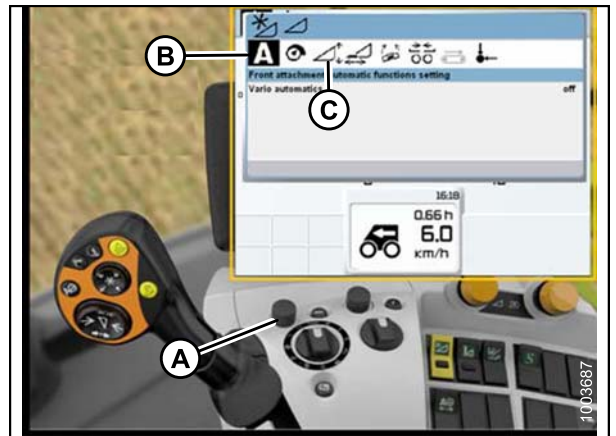 B
A
C
Front attachment automatic functions setting
Vario automatics off
16:18
0.66 h
6.0
km/h
A
S
1003687